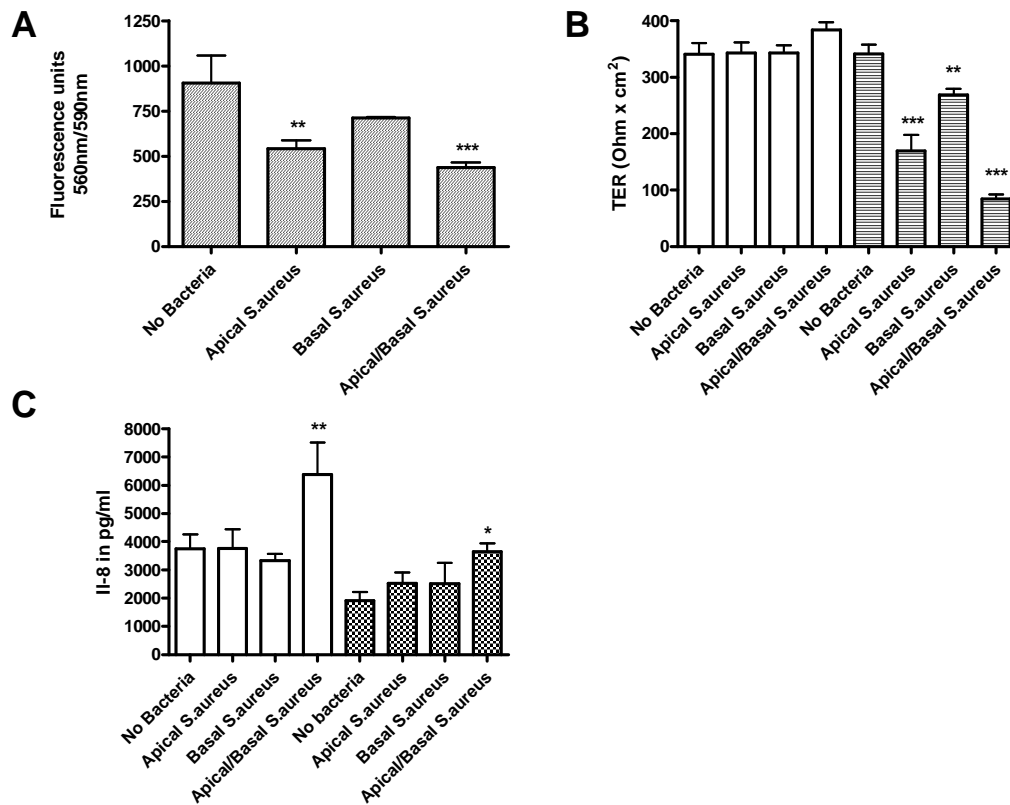 A
Fluorescence units
560nm/590nm
1250
1000
750
500
250
0
**
***
No Bacteria
Apical S.aureus
Basal S.aureus
Apical/Basal S.aureus
B
TER (Ohm x cm²)
400
300
200
100
0
***
**
***
No Bacteria
Apical S.aureus
Basal S.aureus
Apical/Basal S.aureus
No Bacteria
Apical S.aureus
Basal S.aureus
Apical/Basal S.aureus
C
Il-8 in pg/ml
8000
7000
6000
5000
4000
3000
2000
1000
0
**
*
No Bacteria
Apical S.aureus
Basal S.aureus
Apical/Basal S.aureus
No bacteria
Apical S.aureus
Basal S.aureus
Apical/Basal S.aureus